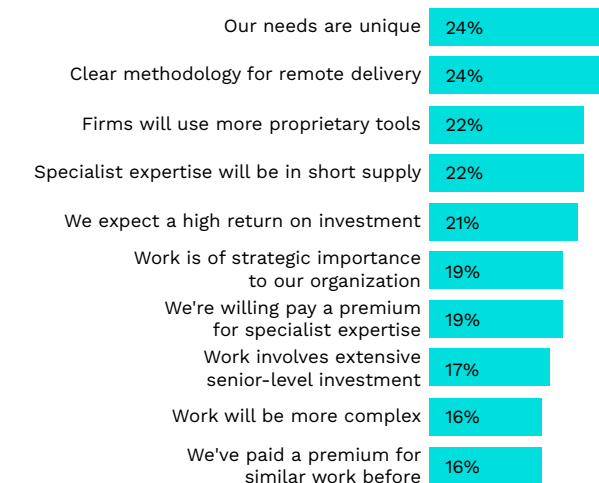 Our needs are unique 24%
Clear methodology for remote delivery 24%
Firms will use more proprietary tools 22%
Specialist expertise will be in short supply 22%
We expect a high return on investment 21%
Work is of strategic importance
to our organization 19%
We're willing pay a premium
for specialist expertise 19%
Work involves extensive
senior-level investment 17%
Work will be more complex 16%
We've paid a premium for
similar work before 16%